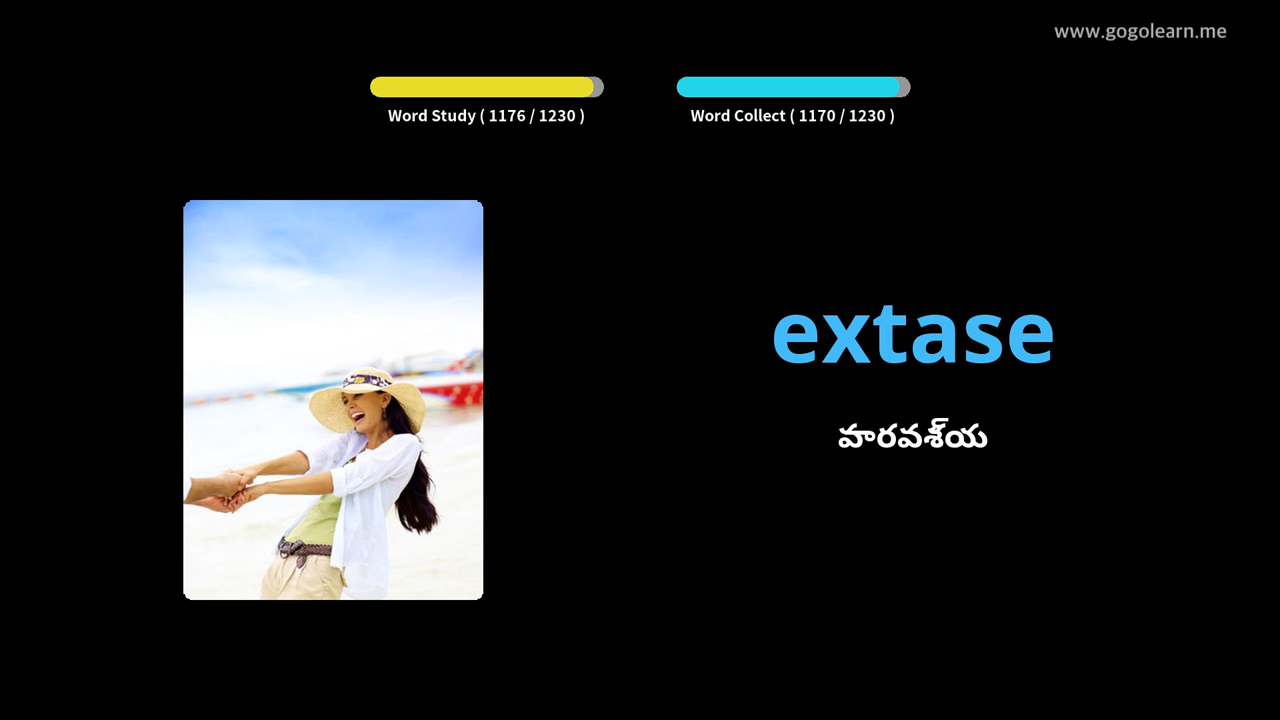 www.gogolearn.me
Word Study ( 1176 / 1230 )
Word Collect ( 1170 / 1230 )
extase
పారవశ్య